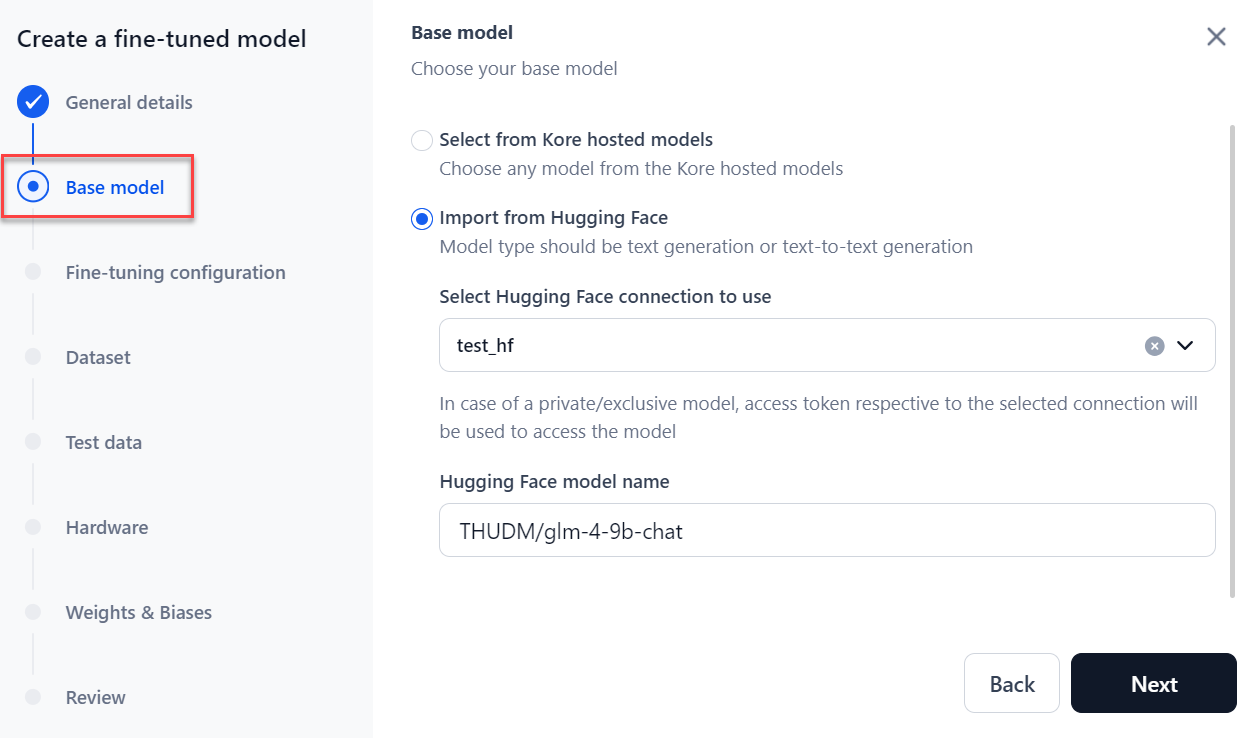 Create a fine-tuned model
General details
Base model
Fine-tuning configuration
Dataset
Test data
Hardware
Weights & Biases
Review
Base model
Choose your base model
Select from Kore hosted models
Choose any model from the Kore hosted models
Import from Hugging Face
Model type should be text generation or text-to-text generation
Select Hugging Face connection to use
test_hf
In case of a private/exclusive model, access token respective to the selected connection will
be used to access the model
Hugging Face model name
THUDM/glm-4-9b-chat
Back
Next